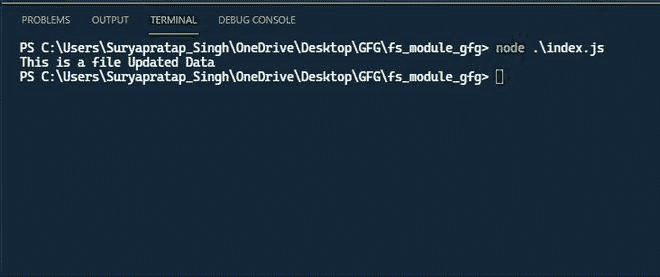 PROBLEMS OUTPUT TERMINAL DEBUG CONSOLE
PS C:\Users\Suryapratap_Singh\OneDrive\Desktop\GFG\fs_module_gfg> node .\index.js
This is a file Updated Data
PS C:\Users\Suryapratap_Singh\OneDrive\Desktop\GFG\fs_module_gfg>